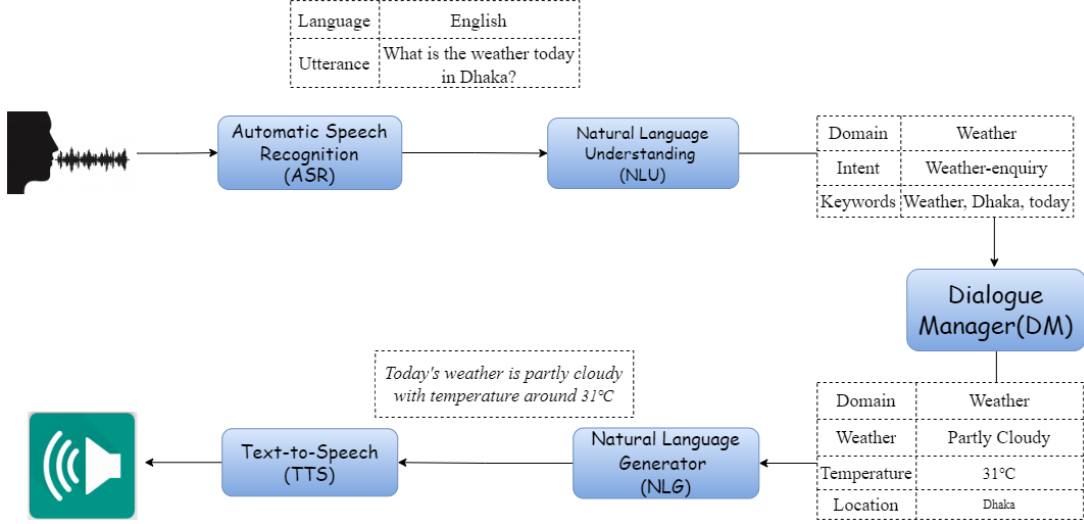 Language English
Utterance What is the weather today
in Dhaka?
Automatic Speech
Recognition
(ASR)
Natural Language
Understanding
(NLU)
Domain Weather
Intent Weather-enquiry
Keywords Weather, Dhaka, today
Dialogue
Manager(DM)
Domain Weather
Weather Partly Cloudy
Temperature 31°C
Location Dhaka
Natural Language
Generator
(NLG)
Today's weather is partly cloudy
with temperature around 31°C
Text-to-Speech
(TTS)